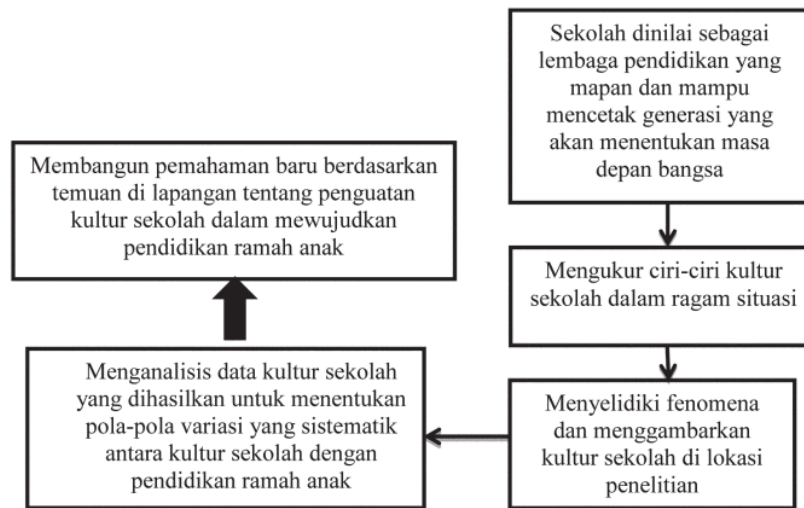 Sekolah dinilai sebagai
lembaga pendidikan yang
mapan dan mampu
mencetak generasi yang
akan menentukan masa
depan bangsa
Mengukur ciri-ciri kultur
sekolah dalam ragam situasi
Menyelidiki fenomena
dan menggambarkan
kultur sekolah di lokasi
penelitian
Menganalisis data kultur sekolah
yang dihasilkan untuk menentukan
pola-pola variasi yang sistematik
antara kultur sekolah dengan
pendidikan ramah anak
Membangun pemahaman baru berdasarkan
temuan di lapangan tentang penguatan
kultur sekolah dalam mewujudkan
pendidikan ramah anak